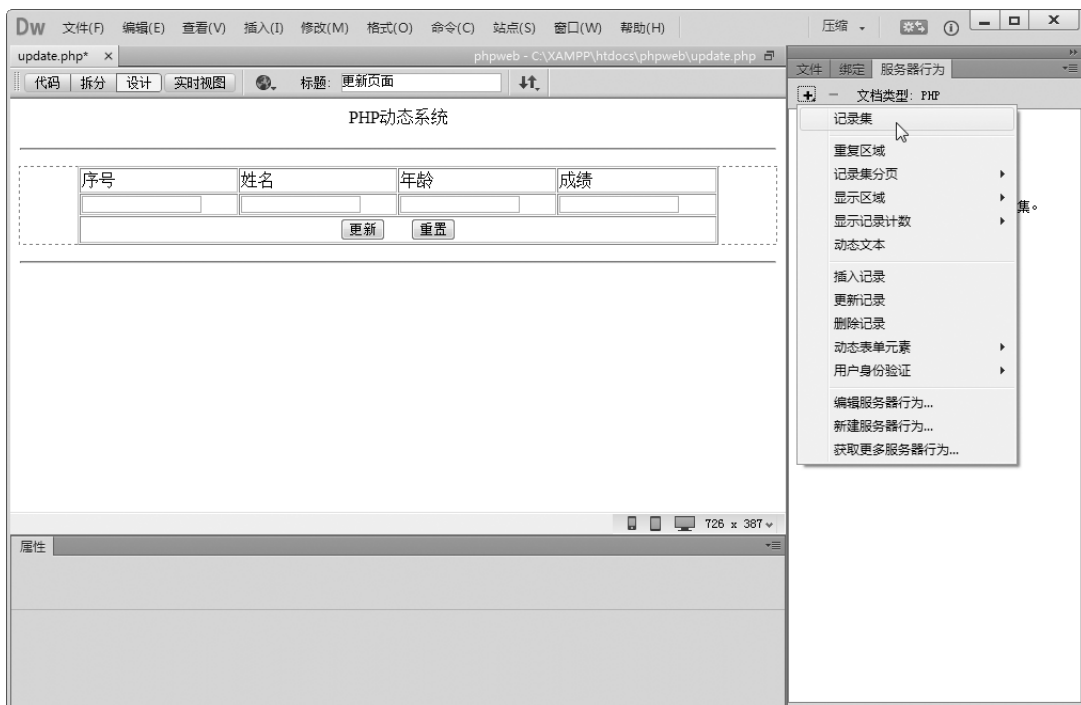 Dw 文件(F) 编辑(E) 查看(V) 插入(I) 修改(M) 格式(O) 命令(C) 站点(S) 窗口(W) 帮助(H) 压缩
update.php* × phpweb - C:\XAMPP\htdocs\phpweb\update.php
代码 拆分 设计 实时视图 标题: 更新页面
PHP动态系统
序号 姓名 年龄 成绩
更新 重置
726 x 387
属性
文件 绑定 服务器行为
文档类型: PHP
记录集
重复区域
记录集分页
显示区域
集。
显示记录计数
动态文本
插入记录
更新记录
删除记录
动态表单元素
用户身份验证
编辑服务器行为...
新建服务器行为...
获取更多服务器行为...